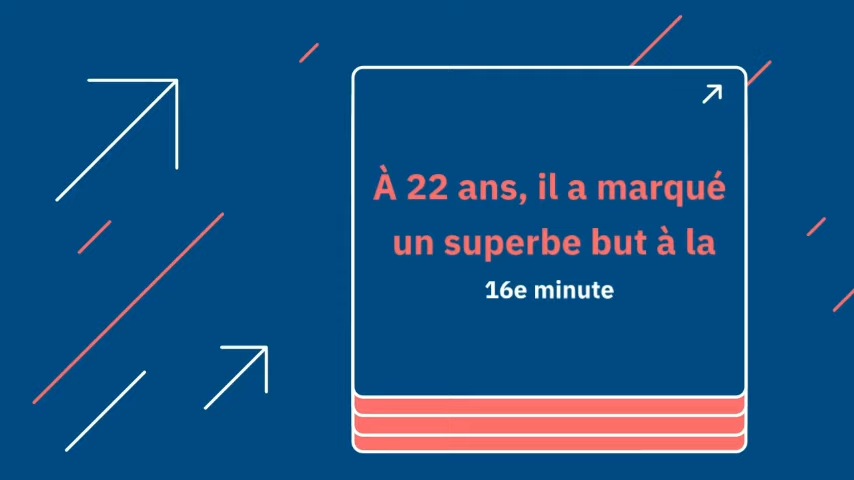 À 22 ans, il a marqué
un superbe but à la
16e minute